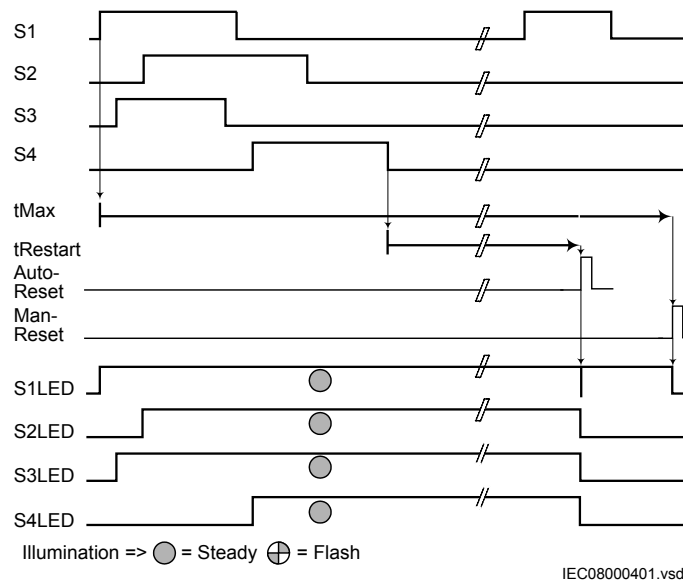 S1
S2
S3
S4
tMax
tRestart
Auto-
Reset
Man-
Reset
S1LED
S2LED
S3LED
S4LED
Illumination => = Steady = Flash
IEC08000401.vsd